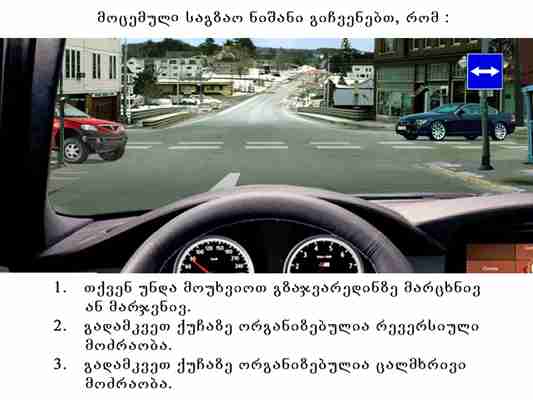 მოცემული საგზაო ნიშანი გიჩვენებთ, რომ :
1. თქვენ უნდა მოუხვიოთ გზაჯვარედინზე მარცხნივ
ან მარჯვნივ.
2. გადამკვეთ ქუჩაზე ორგანიზებულია რევერსიული
მოძრაობა.
3. გადამკვეთ ქუჩაზე ორგანიზებულია ცალმხრივი
მოძრაობა.